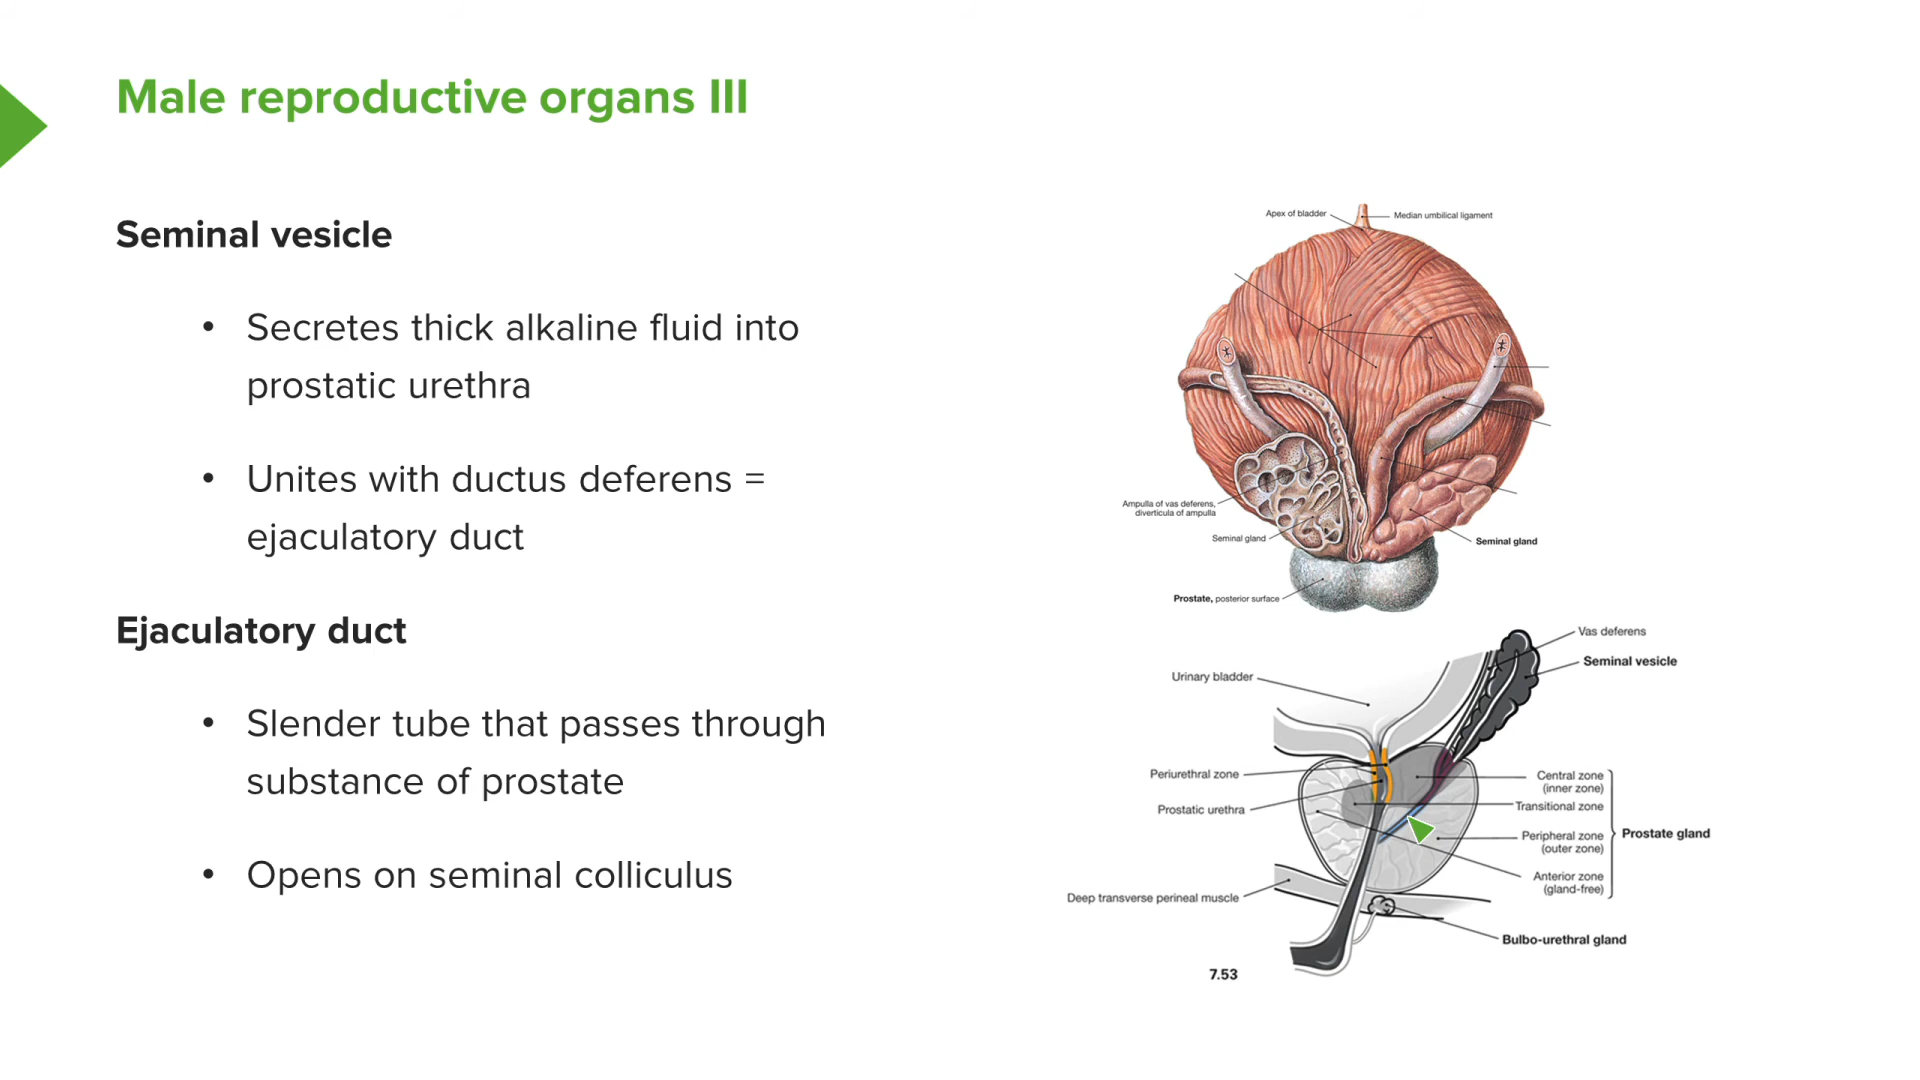 Male reproductive organs III
Seminal vesicle
• Secretes thick alkaline fluid into
prostatic urethra
• Unites with ductus deferens =
ejaculatory duct
Ejaculatory duct
• Slender tube that passes through
substance of prostate
• Opens on seminal colliculus
Apex of bladder
Median umbilical ligament
Ampulla of vas deferens,
diverticula of ampulla
Seminal gland
Seminal gland
Prostate, posterior surface
Vas deferens
Seminal vesicle
Urinary bladder
Periurethral zone
Prostatic urethra
Central zone
(inner zone)
Transitional zone
Peripheral zone
(outer zone)
Prostate gland
Anterior zone
(gland-free)
Deep transverse perineal muscle
Bulbo-urethral gland
7.53